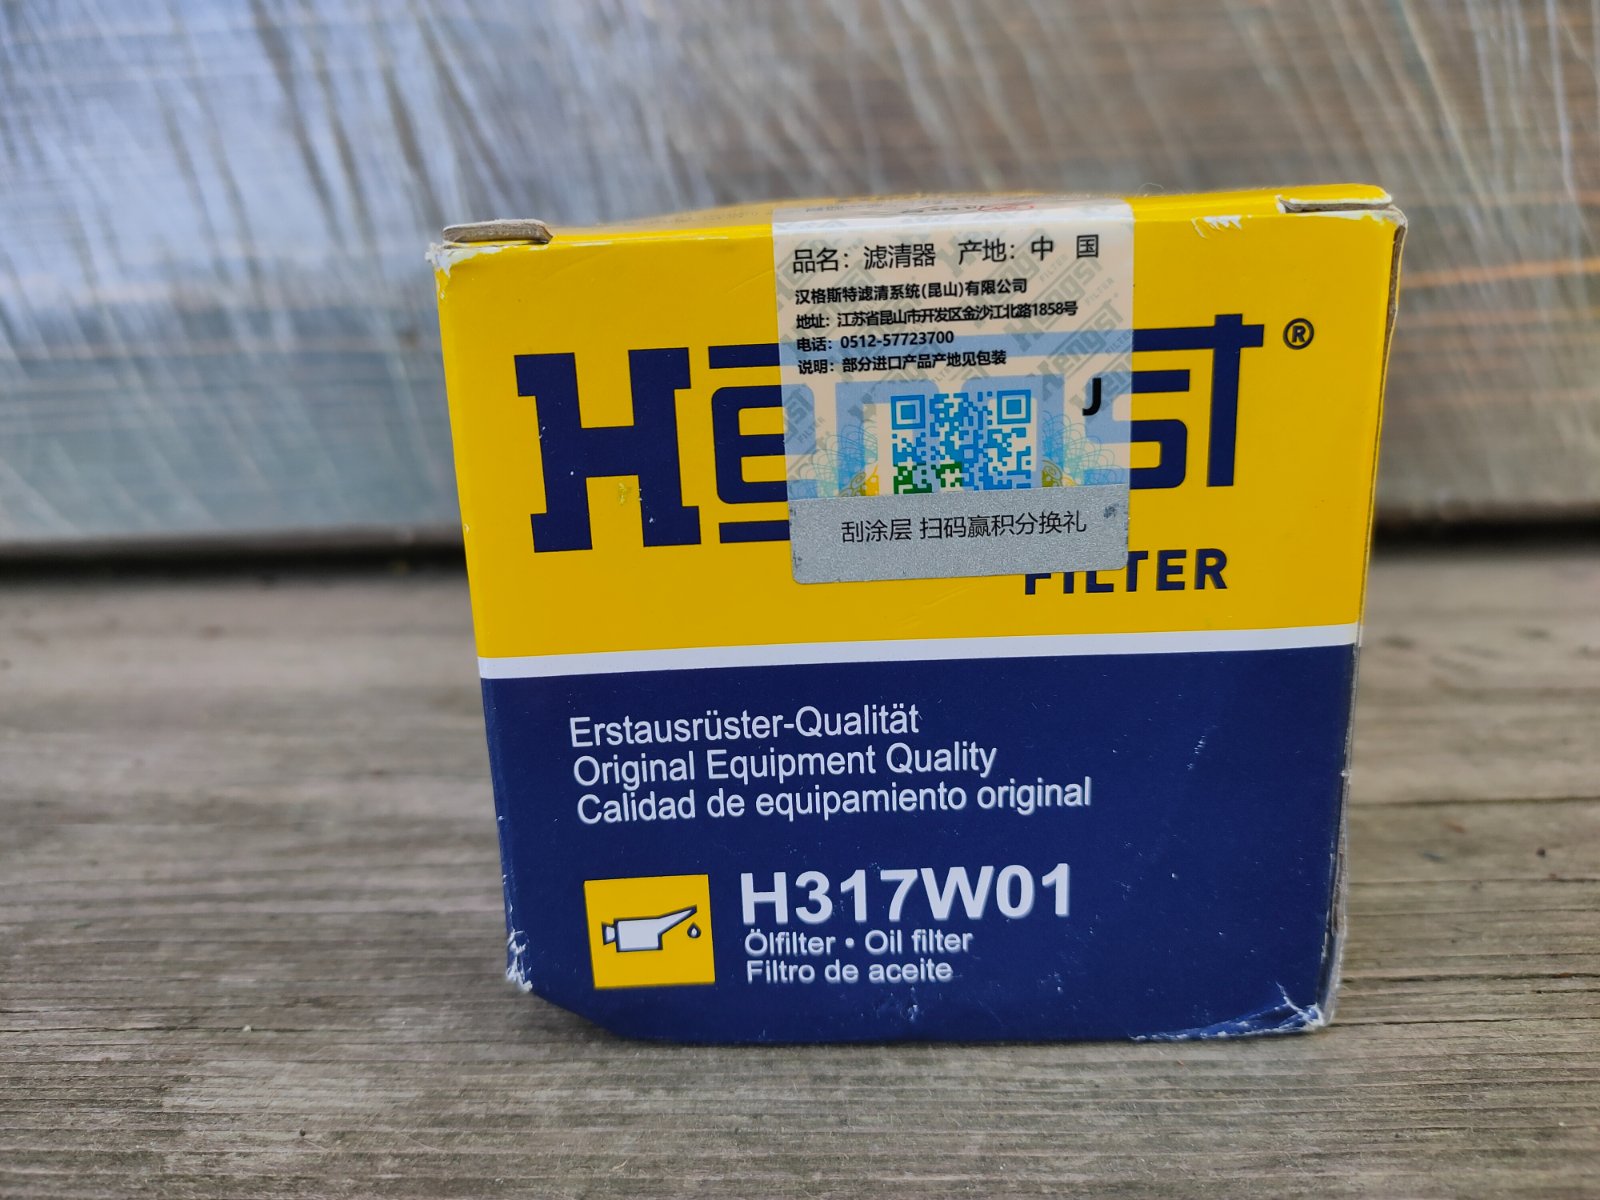 品名：滤清器 产地：中 国
汉格斯特滤清系统(昆山)有限公司
地址：江苏省昆山市开发区金沙江北路1858号
电话：0512-57723700
说明：部分进口产品产地见包装
J
Hengst®
刮涂层 扫码赢积分换礼
FILTER
Erstausrüster-Qualität
Original Equipment Quality
Calidad de equipamiento original
H317W01
Ölfilter • Oil filter
Filtro de aceite